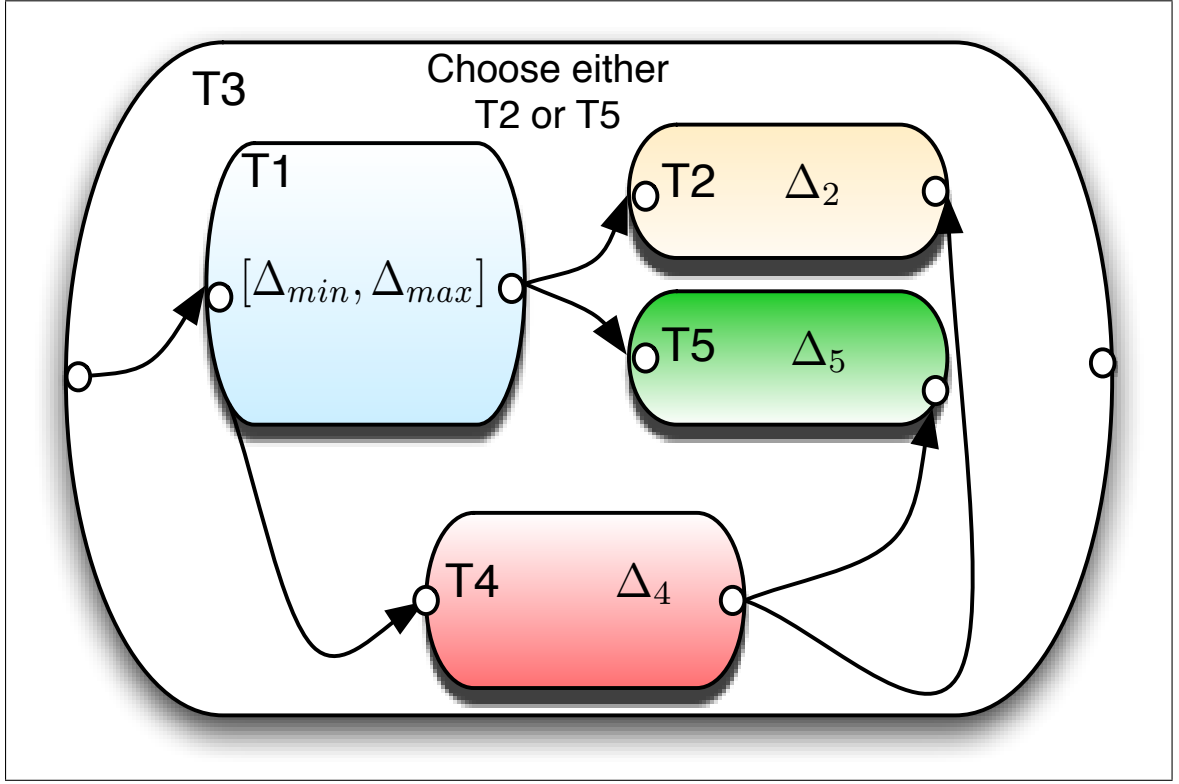 T3
Choose either
T2 or T5
T1
[Δ_min, Δ_max]
T2 Δ_2
T5 Δ_5
T4 Δ_4